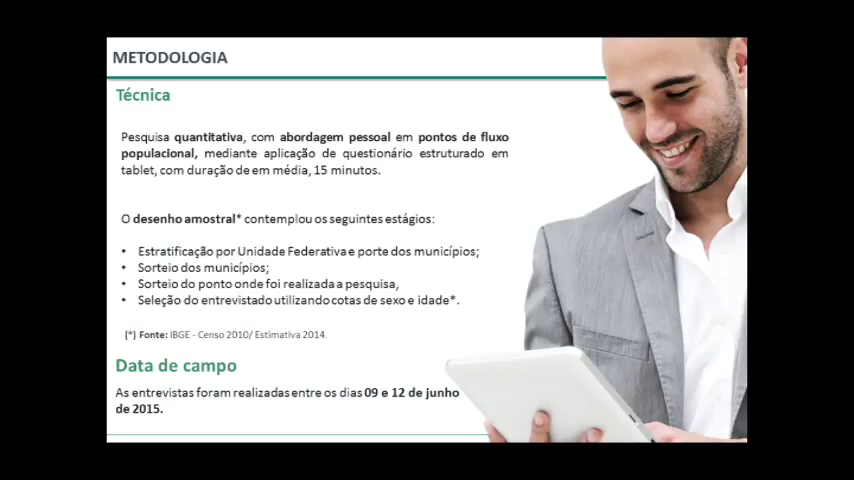 METODOLOGIA
Técnica
Pesquisa quantitativa, com abordagem pessoal em pontos de fluxo
populacional, mediante aplicação de questionário estruturado em
tablet, com duração de em média, 15 minutos.
O desenho amostral* contemplou os seguintes estágios:
• Estratificação por Unidade Federativa e porte dos municípios;
• Sorteio dos municípios;
• Sorteio do ponto onde foi realizada a pesquisa,
• Seleção do entrevistado utilizando cotas de sexo e idade*.
(*) Fonte: IBGE - Censo 2010/ Estimativa 2014.
Data de campo
As entrevistas foram realizadas entre os dias 09 e 12 de junho
de 2015.